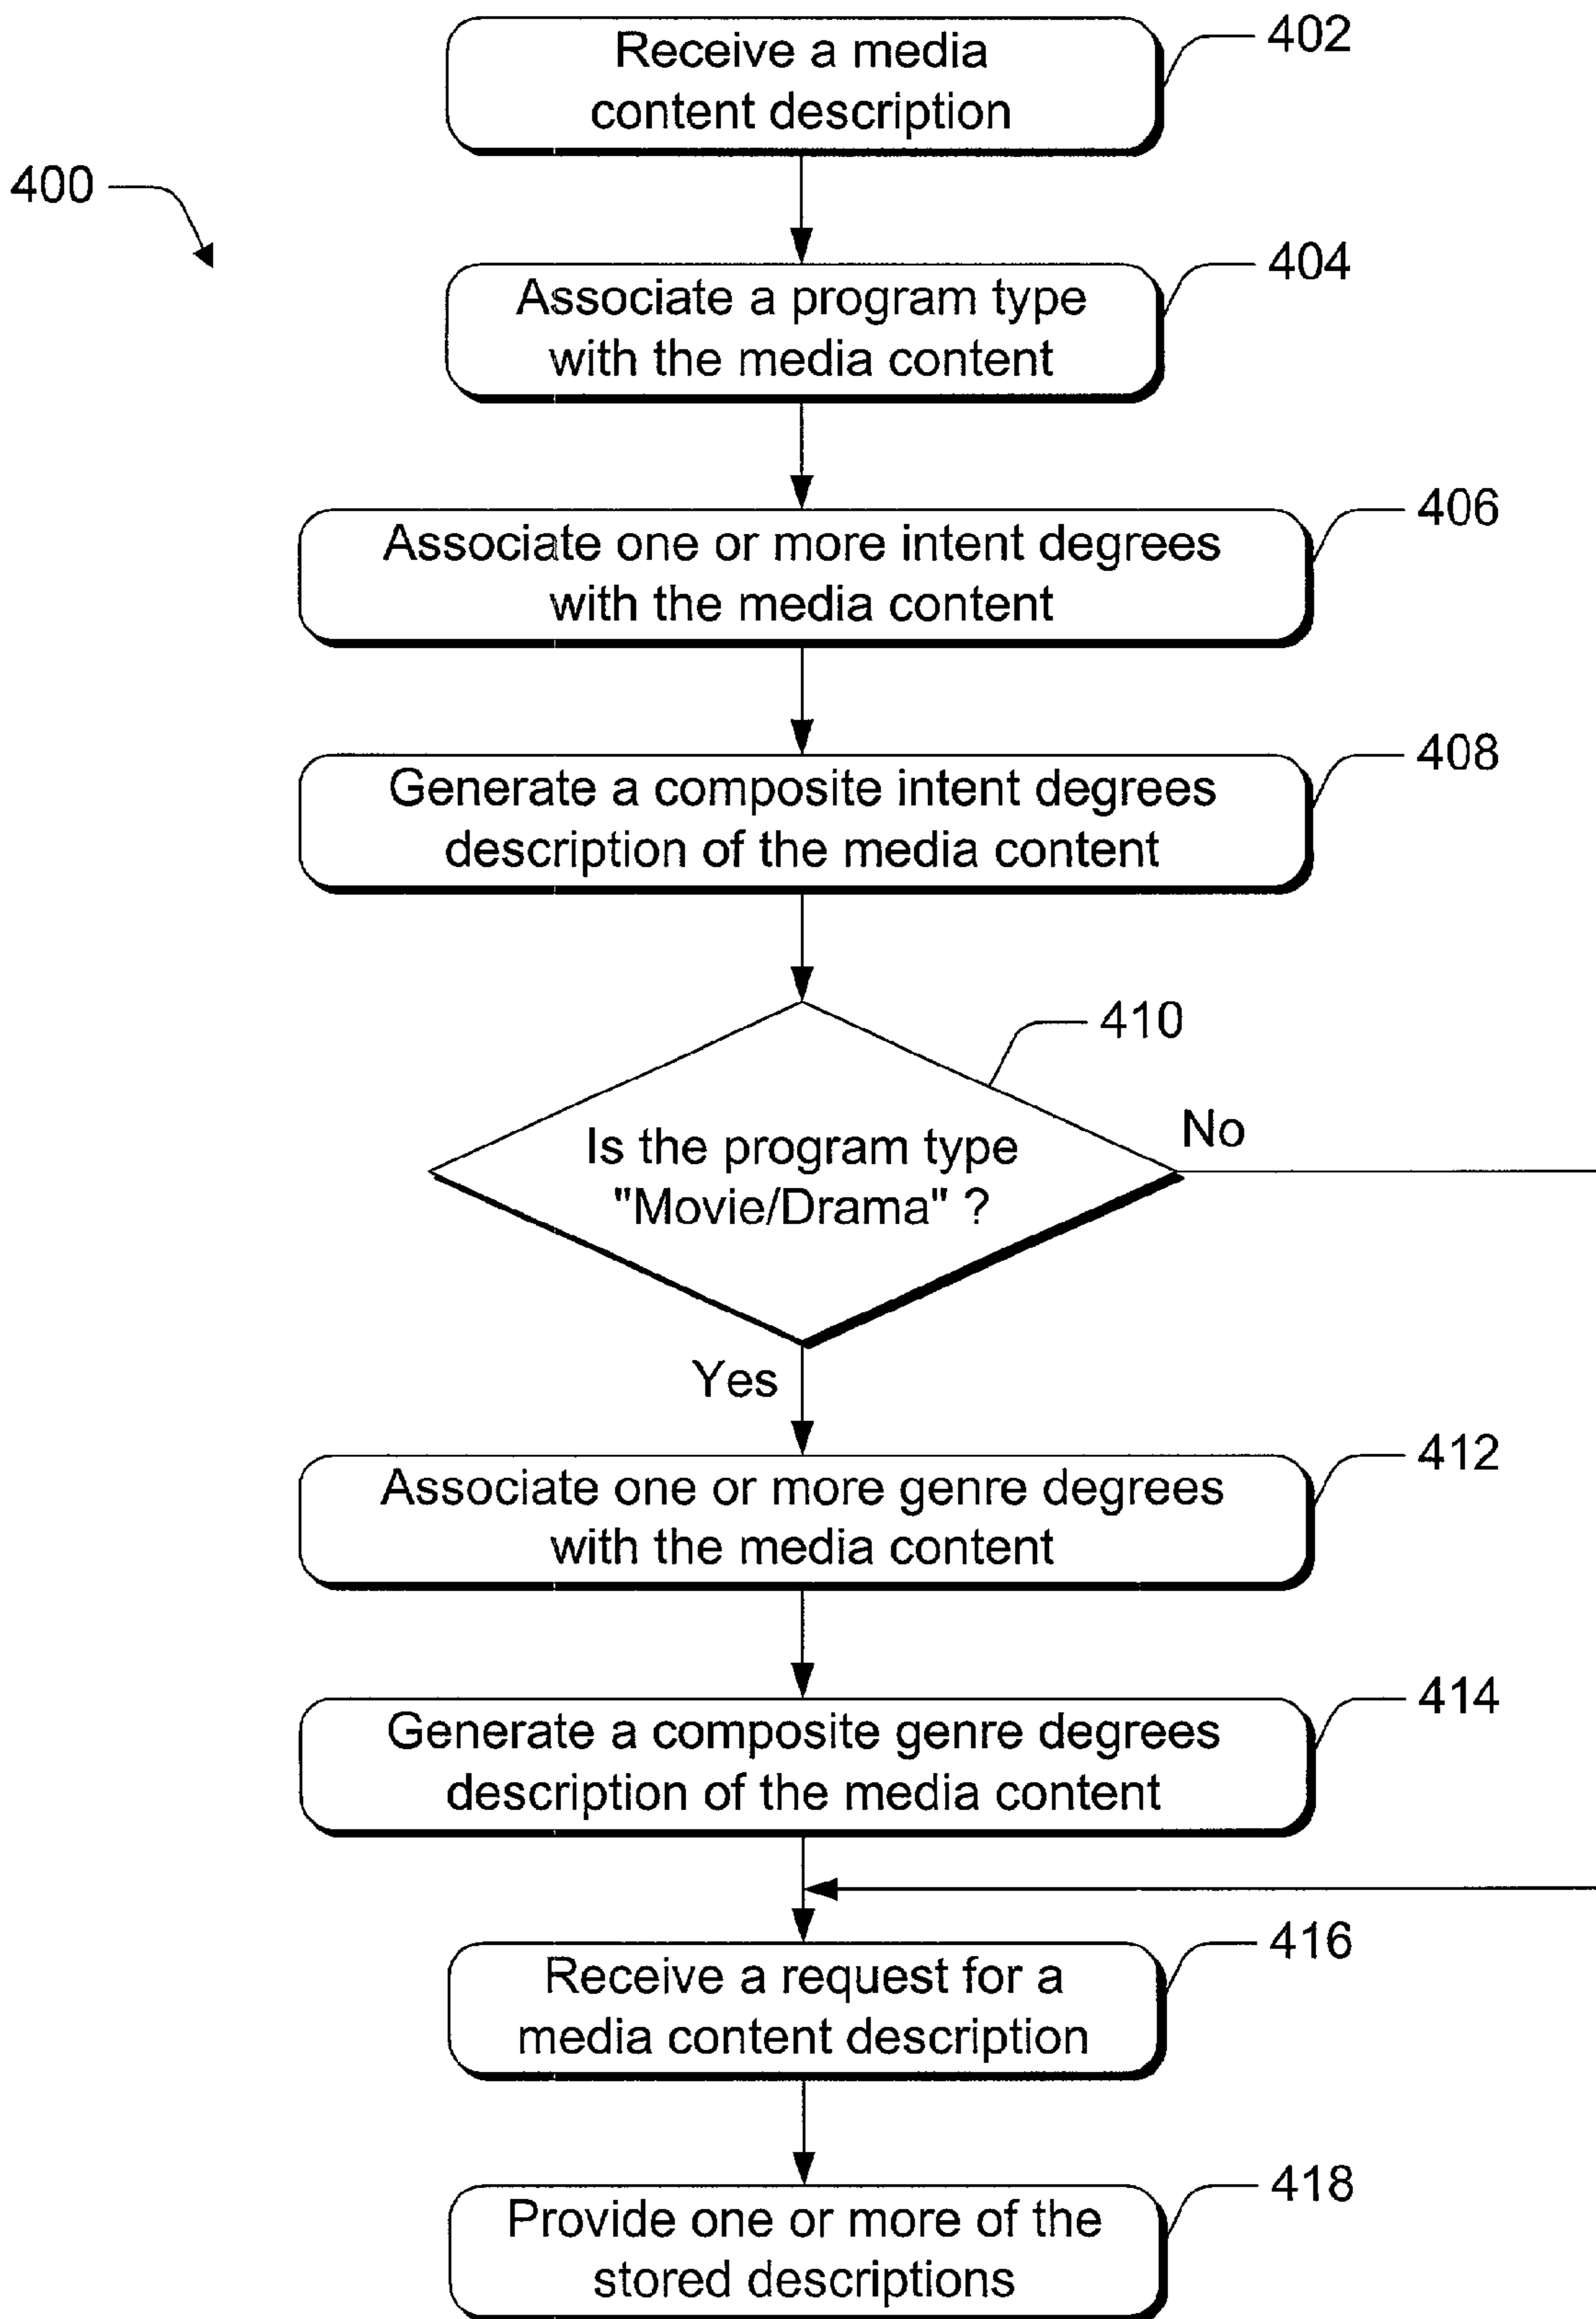 Receive a media
content description
402
400
Associate a program type
with the media content
404
Associate one or more intent degrees
with the media content
406
Generate a composite intent degrees
description of the media content
408
410
Is the program type
"Movie/Drama" ?
No
Yes
Associate one or more genre degrees
with the media content
412
Generate a composite genre degrees
description of the media content
414
Receive a request for a
media content description
416
Provide one or more of the
stored descriptions
418